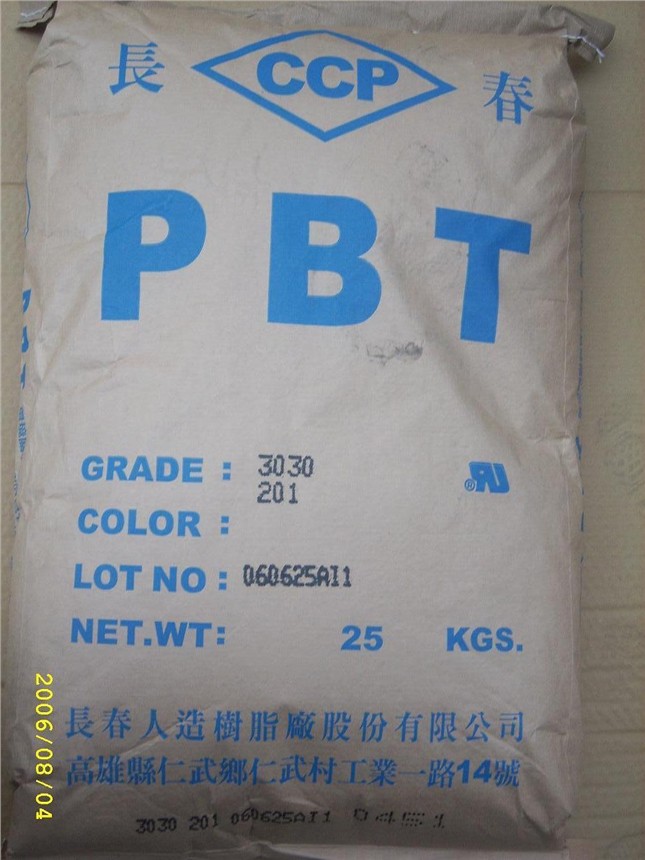 長 CCP 春
PBT
GRADE : 3030
201
COLOR :
LOT NO : 060625AI1
NET.WT: 25 KGS.
長春人造樹脂廠股份有限公司
高雄縣仁武鄉仁武村工業一路14號
3030 201 060625AI1
2006/08/04